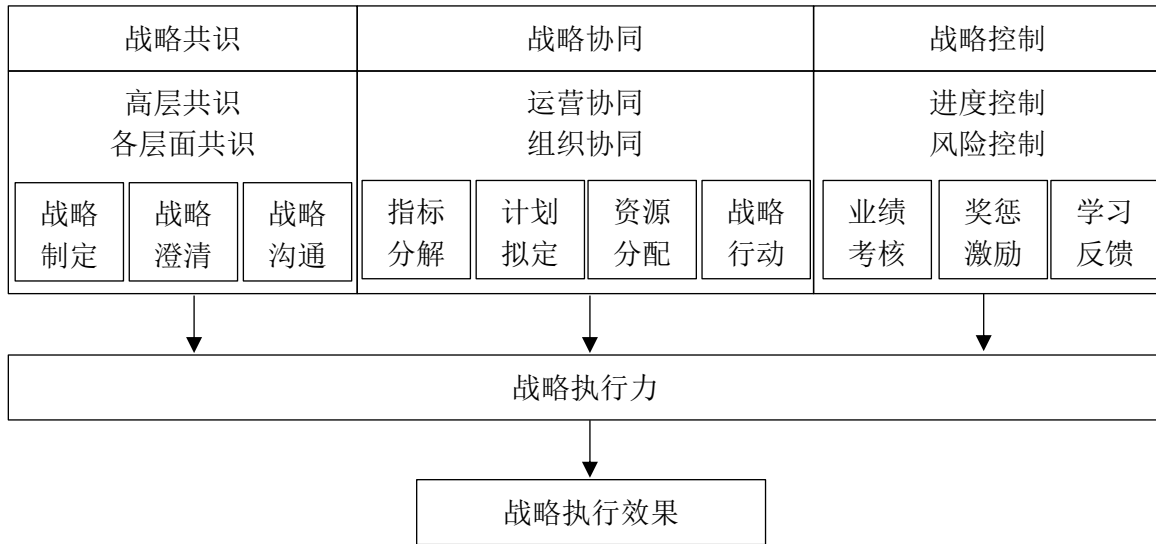 战略共识
战略协同
战略控制
高层共识
各层面共识
运营协同
组织协同
进度控制
风险控制
战略
制定
战略
澄清
战略
沟通
指标
分解
计划
拟定
资源
分配
战略
行动
业绩
考核
奖惩
激励
学习
反馈
战略执行力
战略执行效果